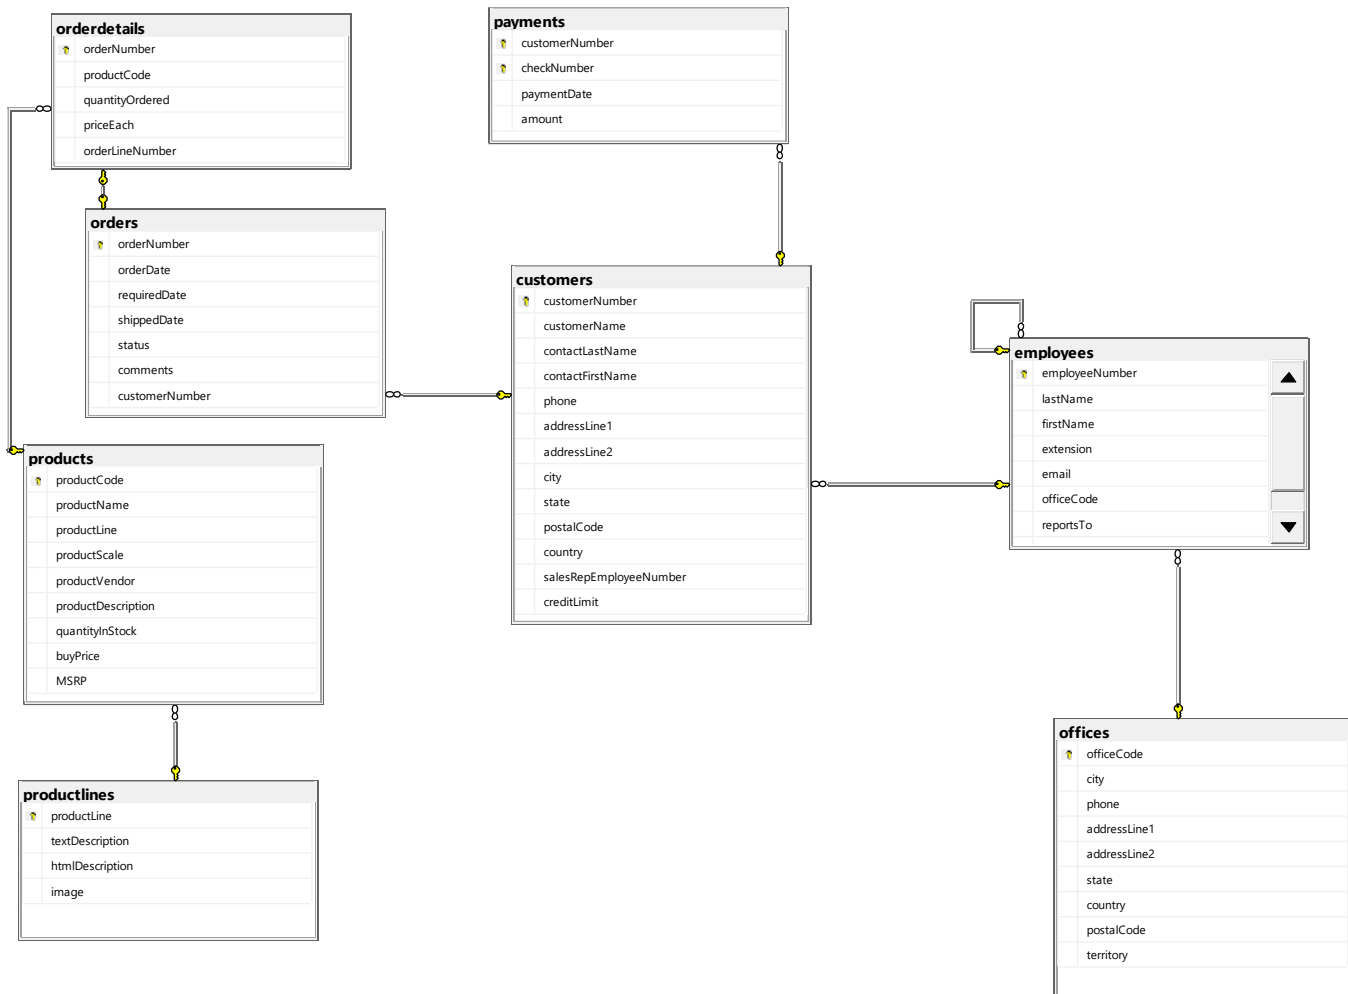 orderdetails
orderNumber
productCode
quantityOrdered
priceEach
orderLineNumber
payments
customerNumber
checkNumber
paymentDate
amount
orders
orderNumber
orderDate
requiredDate
shippedDate
status
comments
customerNumber
customers
customerNumber
customerName
contactLastName
contactFirstName
phone
addressLine1
addressLine2
city
state
postalCode
country
salesRepEmployeeNumber
creditLimit
employees
employeeNumber
lastName
firstName
extension
email
officeCode
reportsTo
products
productCode
productName
productLine
productScale
productVendor
productDescription
quantityInStock
buyPrice
MSRP
productlines
productLine
textDescription
htmlDescription
image
offices
officeCode
city
phone
addressLine1
addressLine2
state
country
postalCode
territory